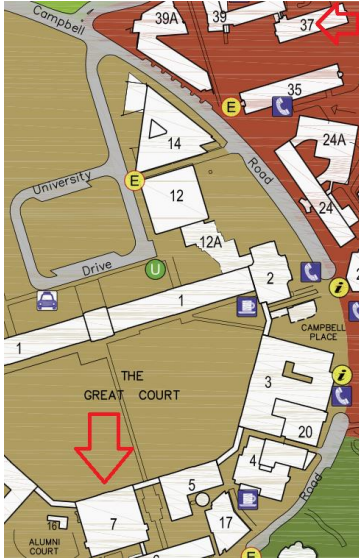 Campbell
39A
39
37
E
35
14
24A
University
E
12
Road
24
12A
Drive
U
2
1
i
1
CAMPBELL
PLACE
THE
GREAT COURT
3
i
20
4
5
Road
16
7
17
ALUMNI
COURT
E